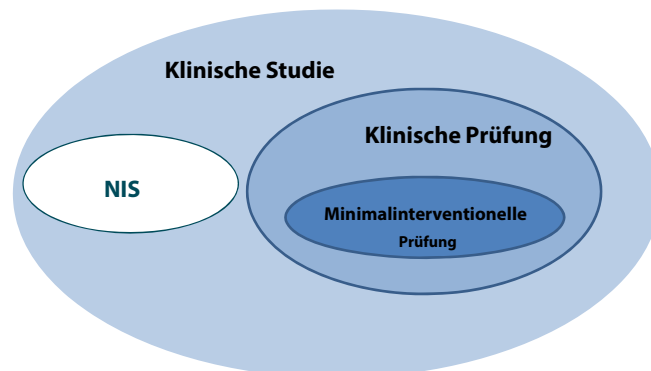 Klinische Studie
Klinische Prüfung
NIS
Minimalinterventionelle
Prüfung